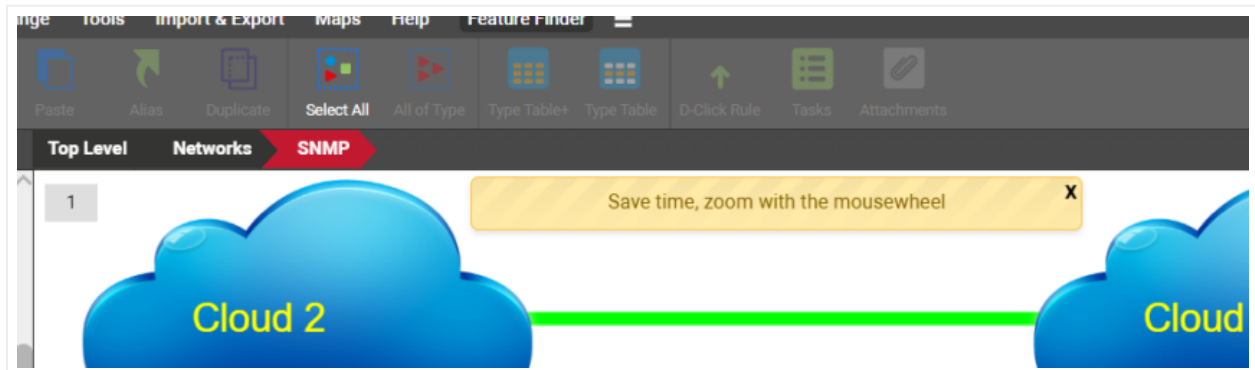 Tools Import & Export Maps Help Feature Finder
Paste Alias Duplicate Select All All of Type Type Table+ Type Table D-Click Rule Tasks Attachments
Top Level Networks SNMP
1
Save time, zoom with the mousewheel X
Cloud 2 Cloud